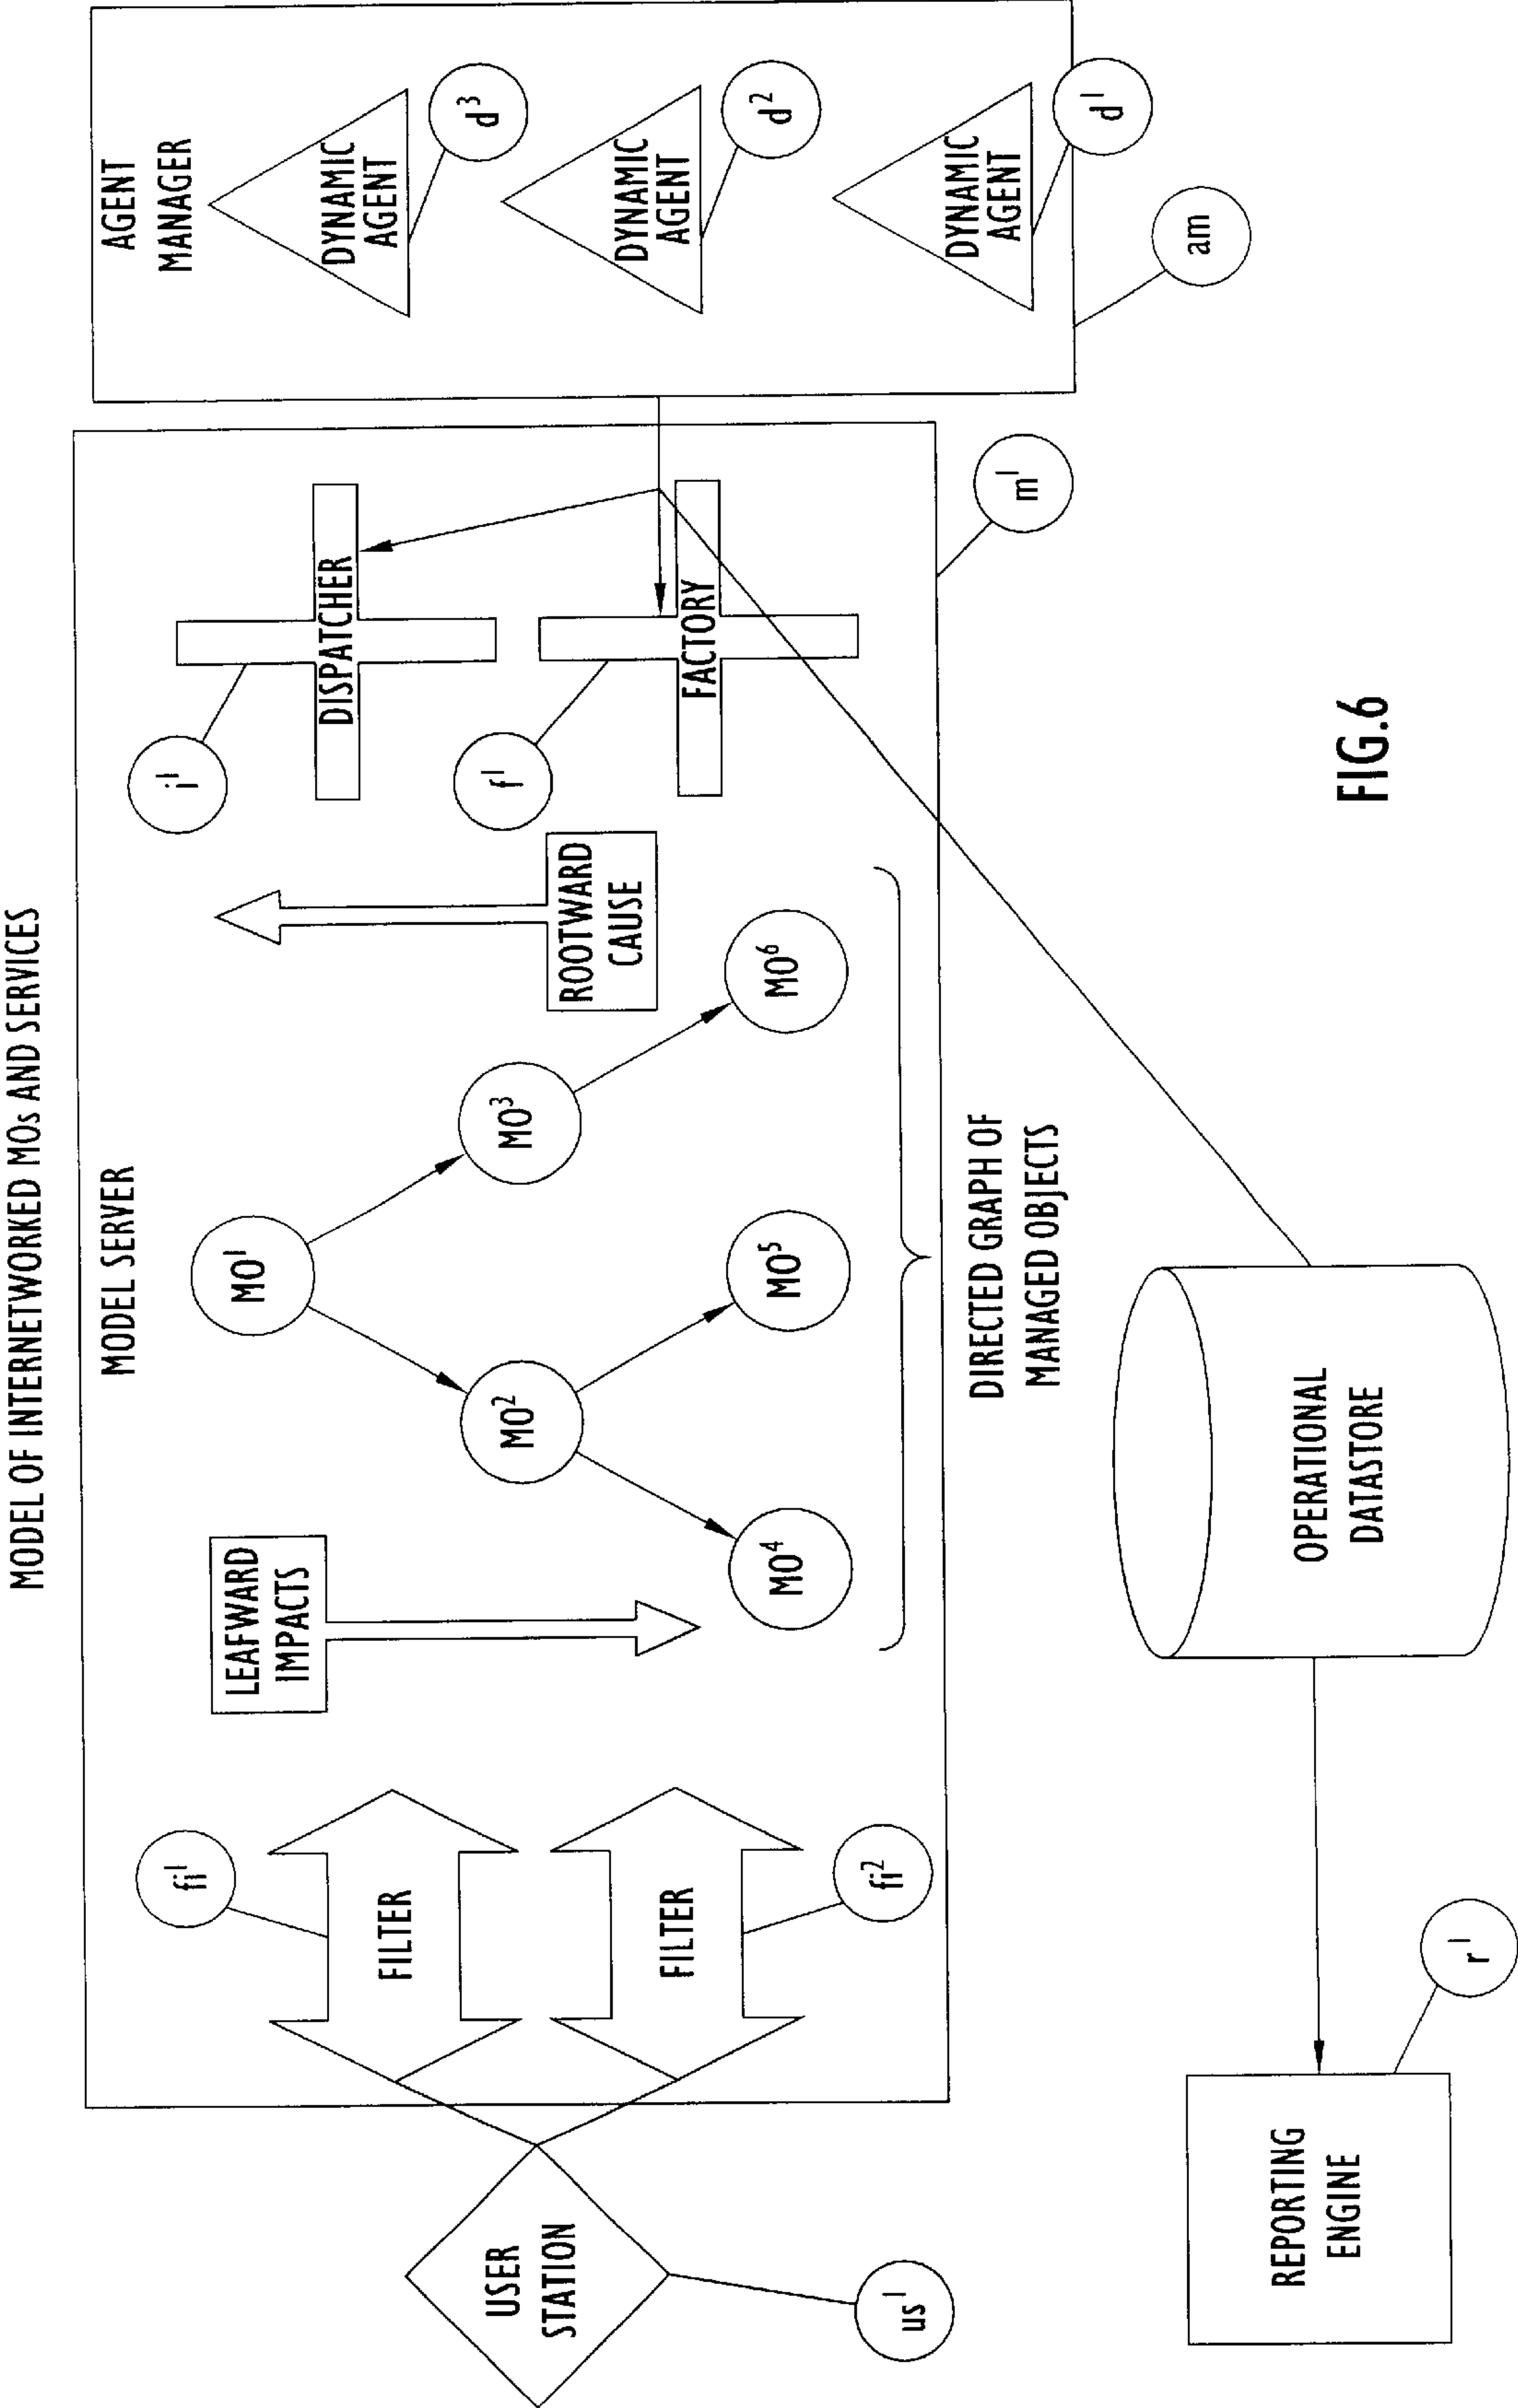 MODEL OF INTERNETWORKED MOs AND SERVICES
MODEL SERVER
AGENT
MANAGER
fi¹
LEAFWARD
IMPACTS
MO¹
i¹
DISPATCHER
DYNAMIC
AGENT
d³
FILTER
USER
STATION
MO²
MO³
ROOTWARD
CAUSE
f¹
FACTORY
DYNAMIC
AGENT
d²
FILTER
fi²
MO⁴
MO⁵
MO⁶
us¹
DIRECTED GRAPH OF
MANAGED OBJECTS
m¹
DYNAMIC
AGENT
d¹
am
REPORTING
ENGINE
r¹
OPERATIONAL
DATASTORE
FIG.6